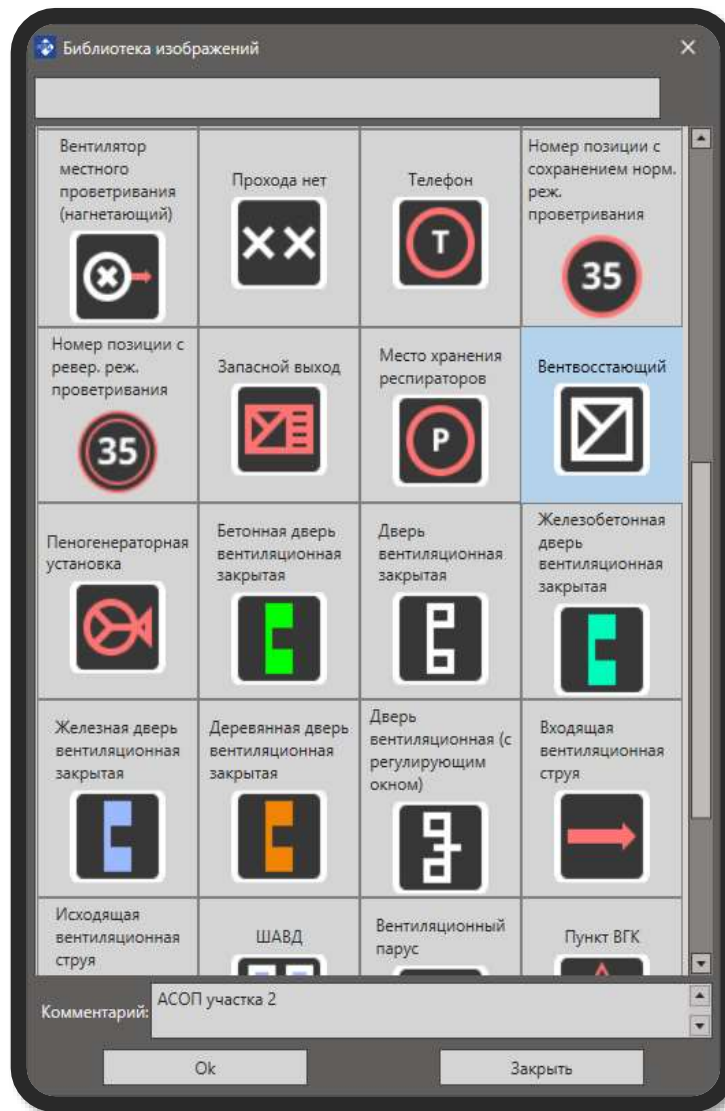 Библиотека изображений
Вентилятор
местного
проветривания
(нагнетающий)
Прохода нет
Телефон
T
Номер позиции с
сохранением норм.
реж.
проветривания
35
Номер позиции с
ревер. реж.
проветривания
35
Запасной выход
Место хранения
респираторов
Р
Вентвосстающий
Пеногенераторная
установка
Бетонная дверь
вентиляционная
закрытая
Дверь
вентиляционная
закрытая
Железобетонная
дверь
вентиляционная
закрытая
Железная дверь
вентиляционная
закрытая
Деревянная дверь
вентиляционная
закрытая
Дверь
вентиляционная (с
регулирующим
окном)
Входящая
вентиляционная
струя
Исходящая
вентиляционная
струя
ШАВД
Вентиляционный
парус
Пункт ВГК
Комментарий:
АСОП участка 2
Ok
Закрыть